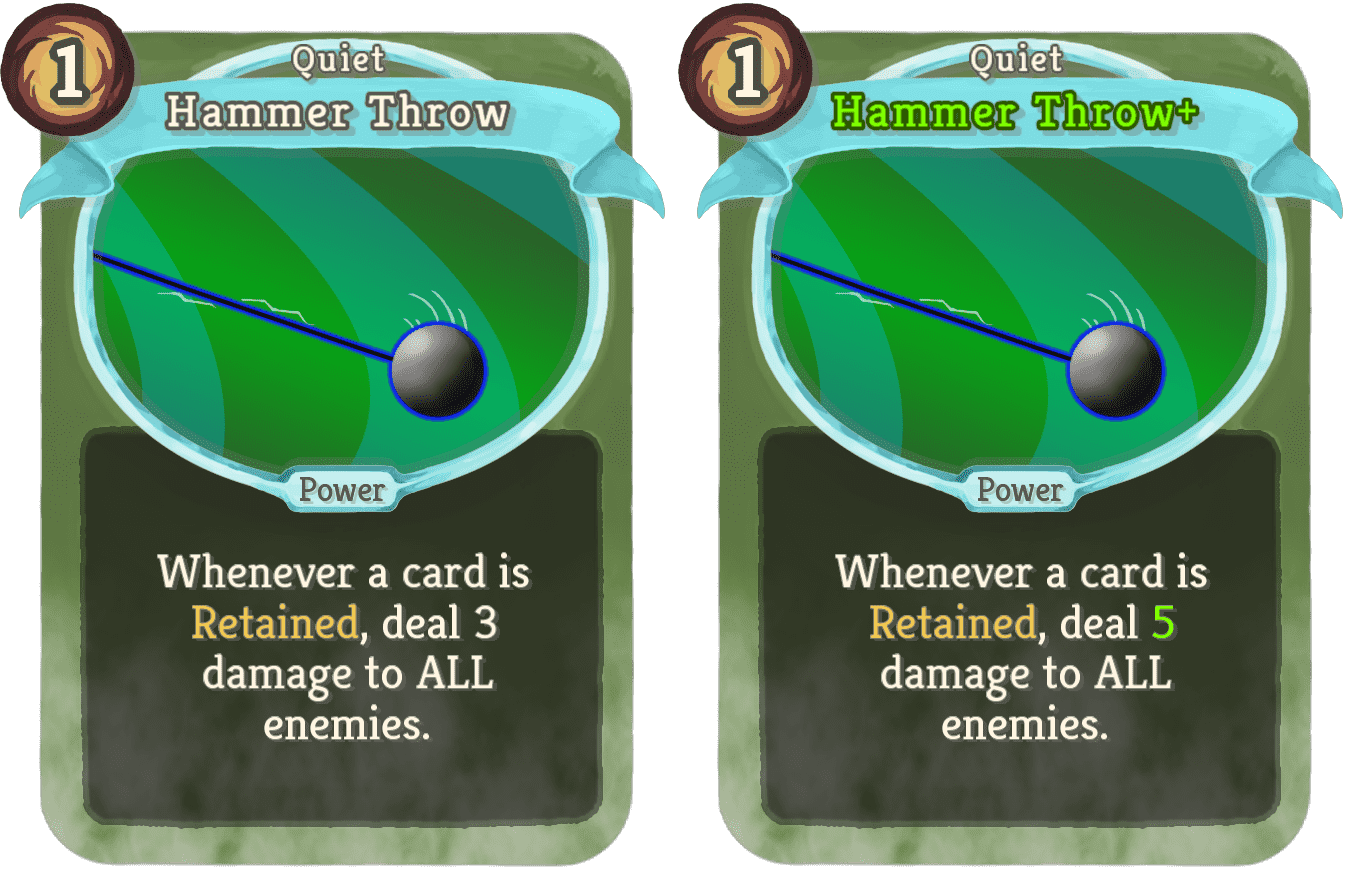 1
Quiet
Hammer Throw
Power
Whenever a card is
Retained, deal 3
damage to ALL
enemies.
1
Quiet
Hammer Throw+
Power
Whenever a card is
Retained, deal 5
damage to ALL
enemies.